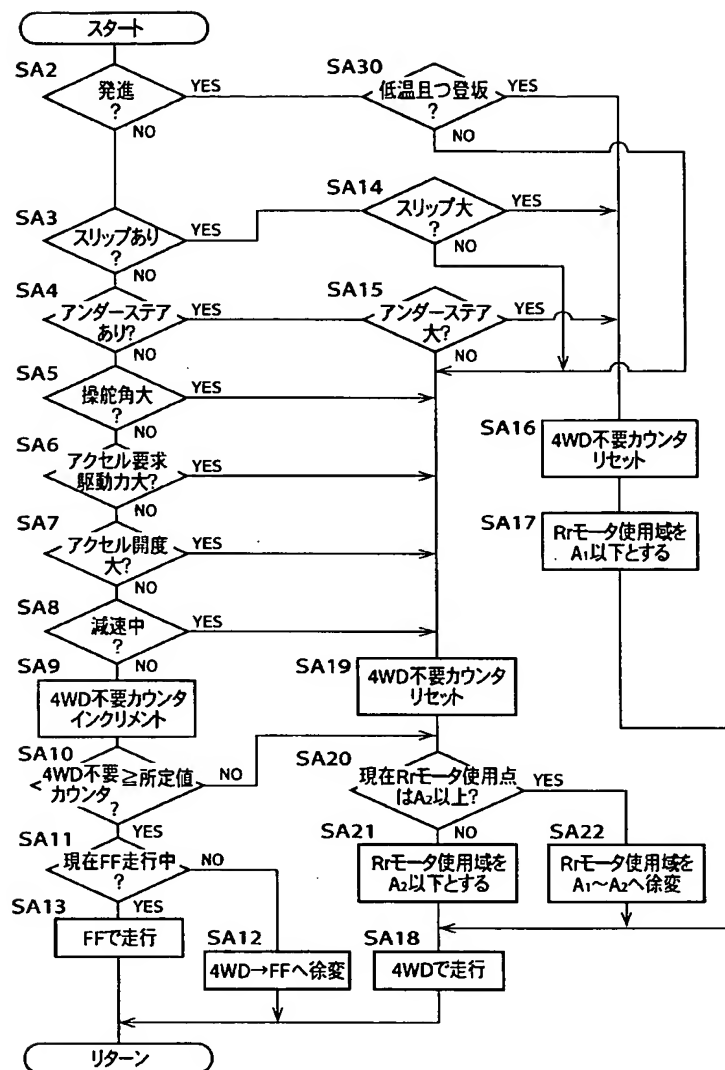 スタート
SA2
発進
?
YES
NO
SA30
低温且つ登坂
?
YES
NO
SA3
スリップあり
?
YES
NO
SA14
スリップ大
?
YES
NO
SA4
アンダーステア
あり?
YES
NO
SA15
アンダーステア
大?
YES
NO
SA5
操舵角大
?
YES
NO
SA16
4WD不要カウンタ
リセット
SA6
アクセル要求
駆動力大?
YES
NO
SA17
Rrモータ使用域を
A1以下とする
SA7
アクセル開度
大?
YES
NO
SA8
減速中
?
YES
NO
SA9
4WD不要カウンタ
インクリメント
SA19
4WD不要カウンタ
リセット
SA10
4WD不要≧所定値
カウンタ
?
NO
YES
SA20
現在Rrモータ使用点
はA2以上?
YES
NO
SA11
現在FF走行中
?
NO
YES
SA21
Rrモータ使用域を
A2以下とする
SA22
Rrモータ使用域を
A1〜A2へ徐変
SA13
FFで走行
SA12
4WD→FFへ徐変
SA18
4WDで走行
リターン